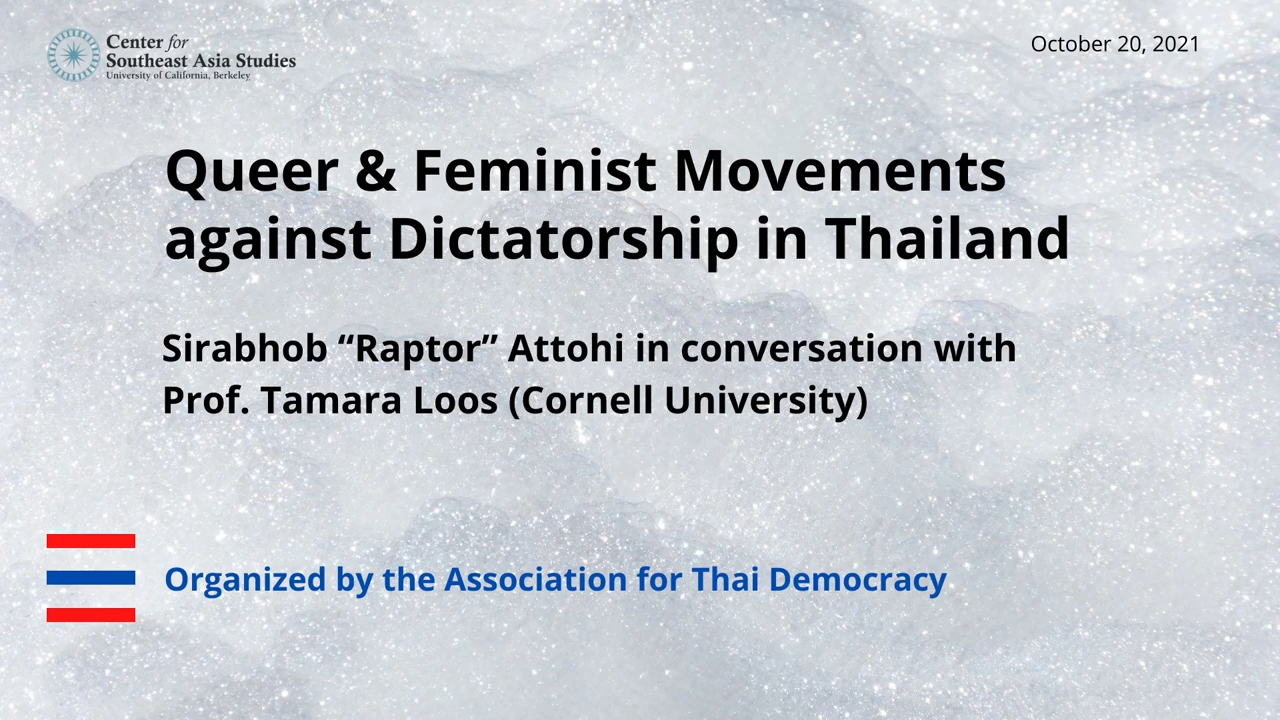 Center for
Southeast Asia Studies
University of California, Berkeley
October 20, 2021
Queer & Feminist Movements
against Dictatorship in Thailand
Sirabhob “Raptor” Attohi in conversation with
Prof. Tamara Loos (Cornell University)
Organized by the Association for Thai Democracy